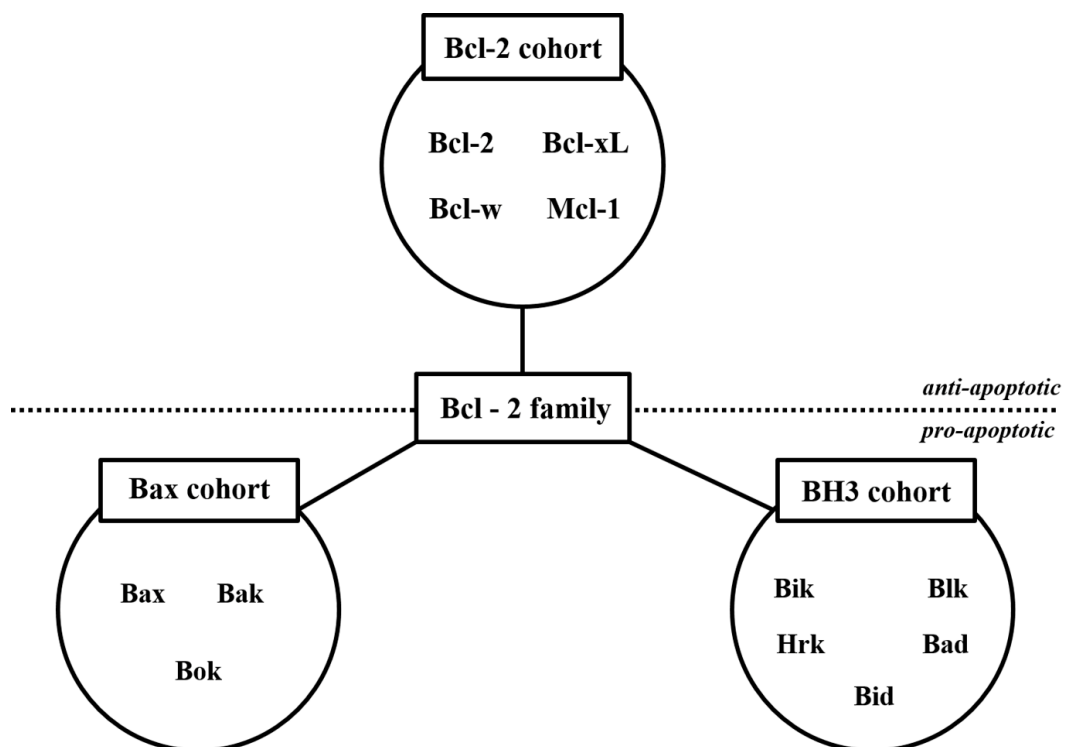 Bcl-2 cohort
Bcl-2 Bcl-xL
Bcl-w Mcl-1
anti-apoptotic
Bcl - 2 family
pro-apoptotic
Bax cohort
Bax Bak
Bok
BH3 cohort
Bik Blk
Hrk Bad
Bid